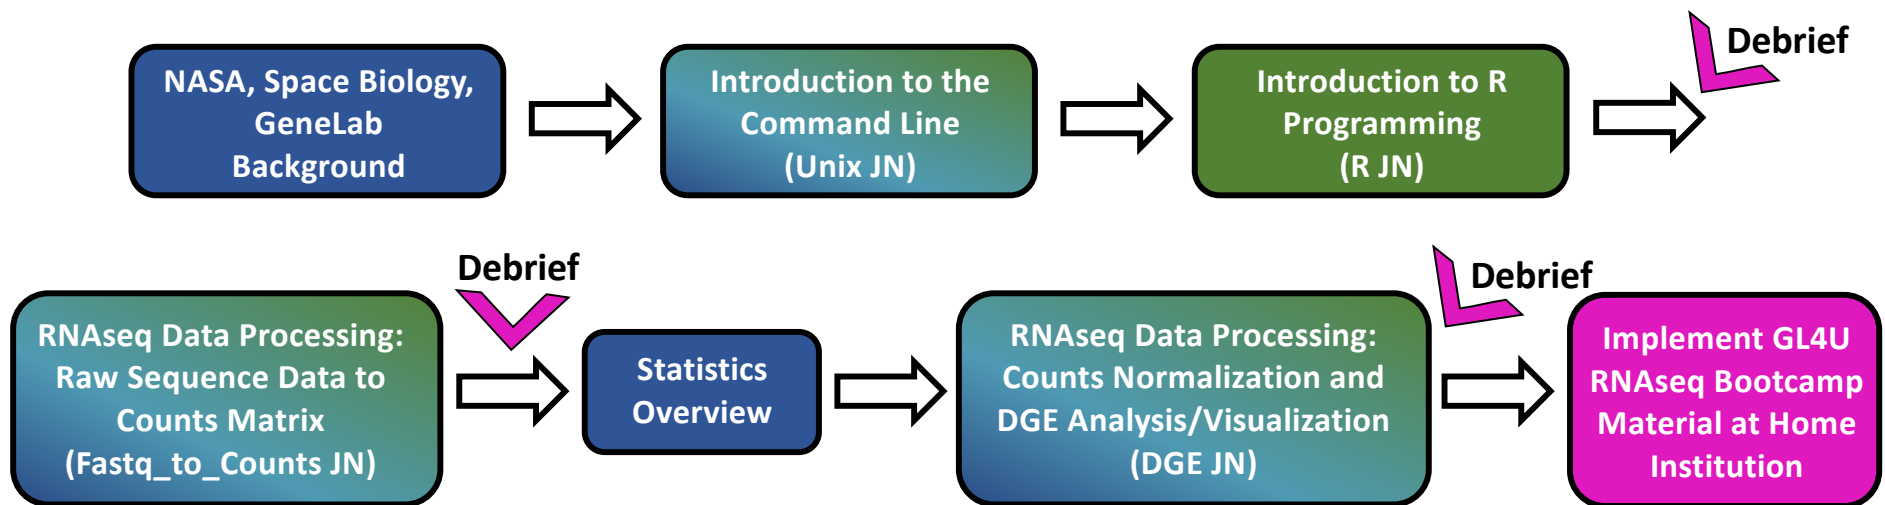 NASA, Space Biology,
GeneLab
Background
Introduction to the
Command Line
(Unix JN)
Introduction to R
Programming
(R JN)
Debrief
RNAseq Data Processing:
Raw Sequence Data to
Counts Matrix
(Fastq_to_Counts JN)
Debrief
Statistics
Overview
RNAseq Data Processing:
Counts Normalization and
DGE Analysis/Visualization
(DGE JN)
Debrief
Implement GL4U
RNAseq Bootcamp
Material at Home
Institution